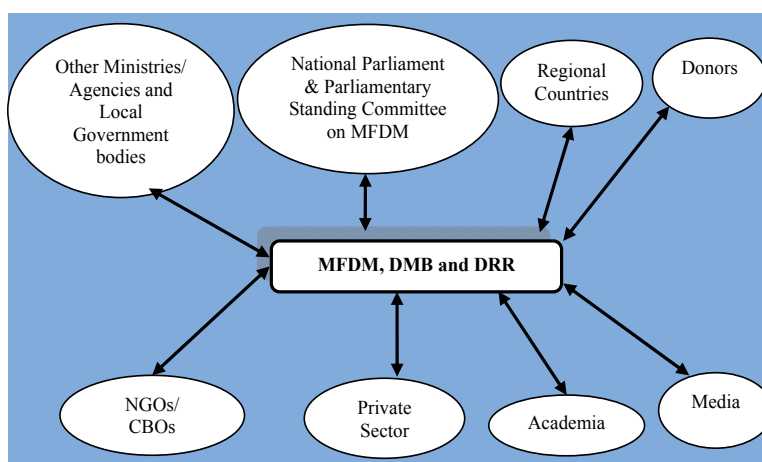 Other Ministries/
Agencies and
Local
Government
bodies
National Parliament
& Parliamentary
Standing Committee
on MFDM
Regional
Countries
Donors
MFDM, DMB and DRR
NGOs/
CBOs
Private
Sector
Academia
Media